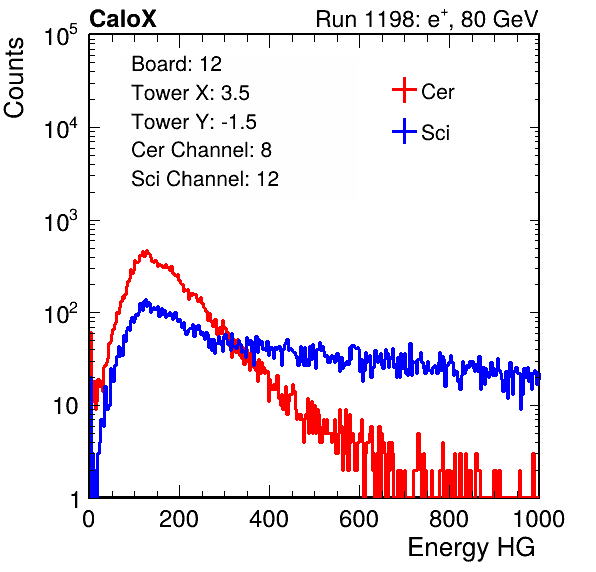 CaloX Run 1198: e⁺, 80 GeV
Counts
10⁵
10⁴
10³
10²
10
1
Board: 12
Tower X: 3.5
Tower Y: -1.5
Cer Channel: 8
Sci Channel: 12
Cer
Sci
0 200 400 600 800 1000
Energy HG